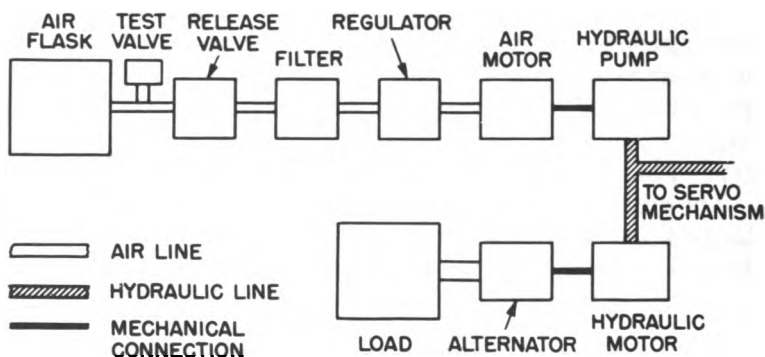 AIR
FLASK
TEST
VALVE
RELEASE
VALVE
FILTER
REGULATOR
AIR
MOTOR
HYDRAULIC
PUMP
TO SERVO
MECHANISM
AIR LINE
HYDRAULIC LINE
MECHANICAL
CONNECTION
LOAD
ALTERNATOR
HYDRAULIC
MOTOR